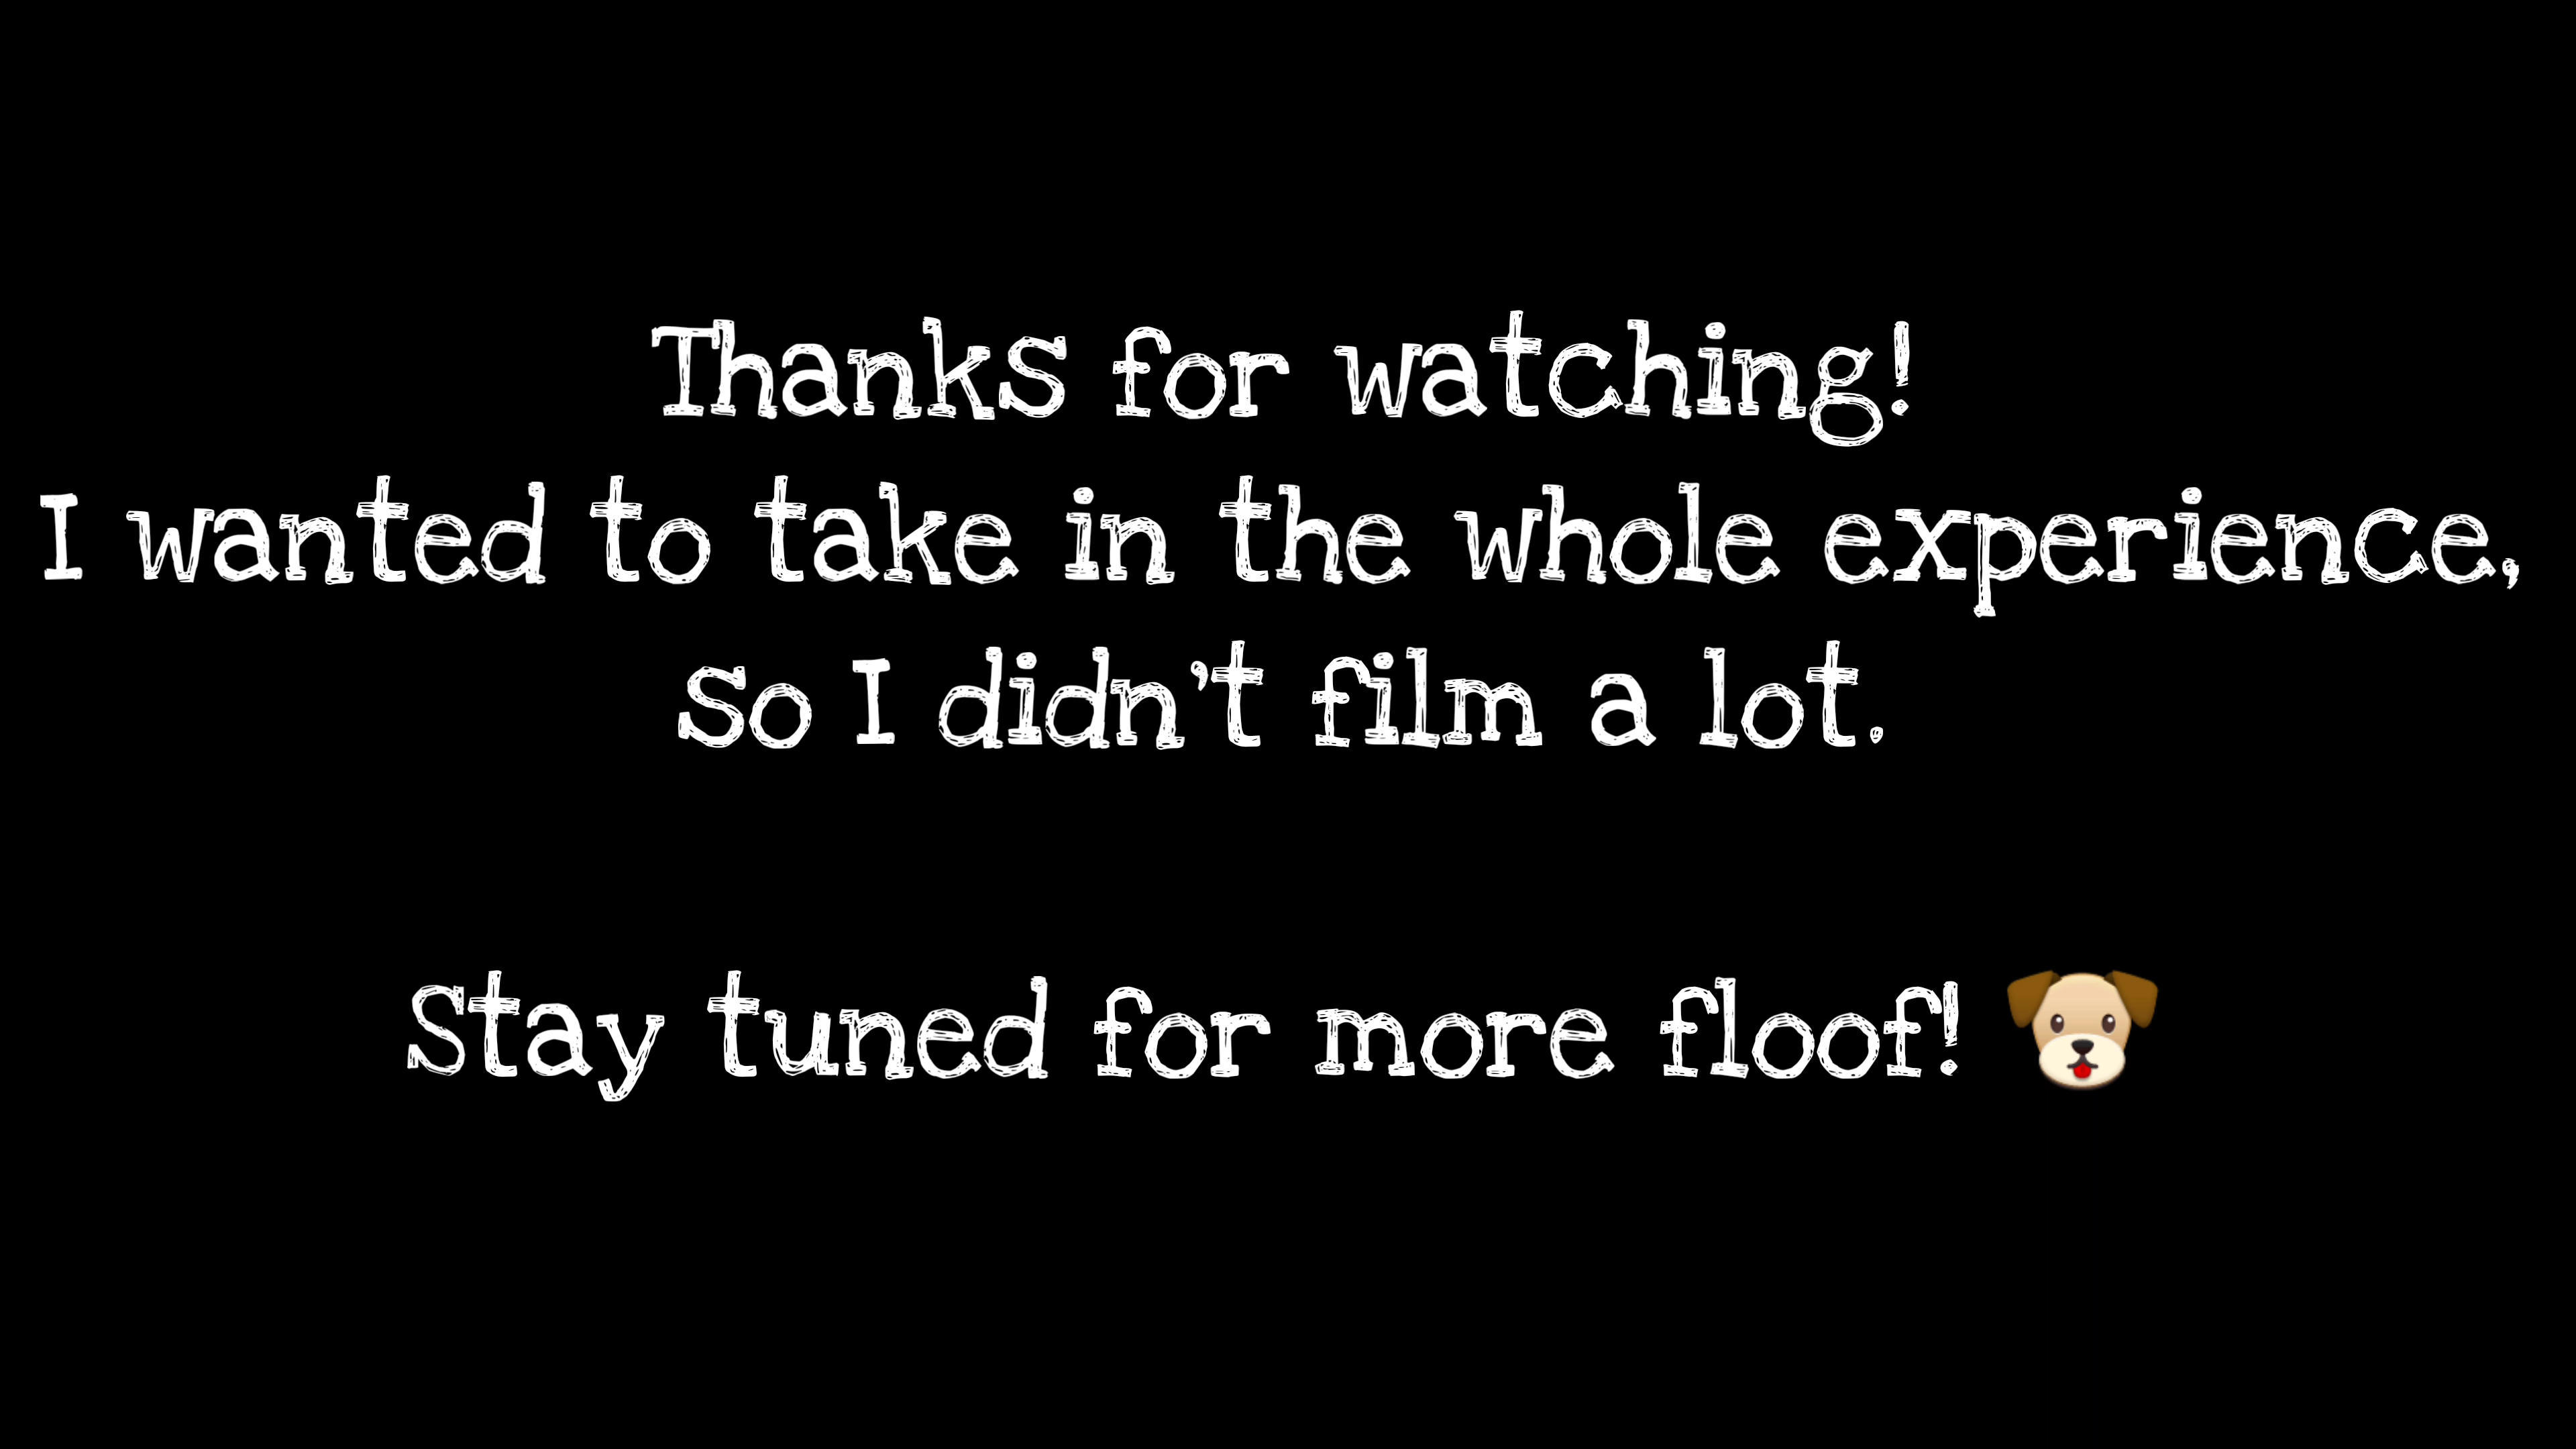 Thanks for watching!
I wanted to take in the whole experience,
so I didn't film a lot.
Stay tuned for more floof! 🐶